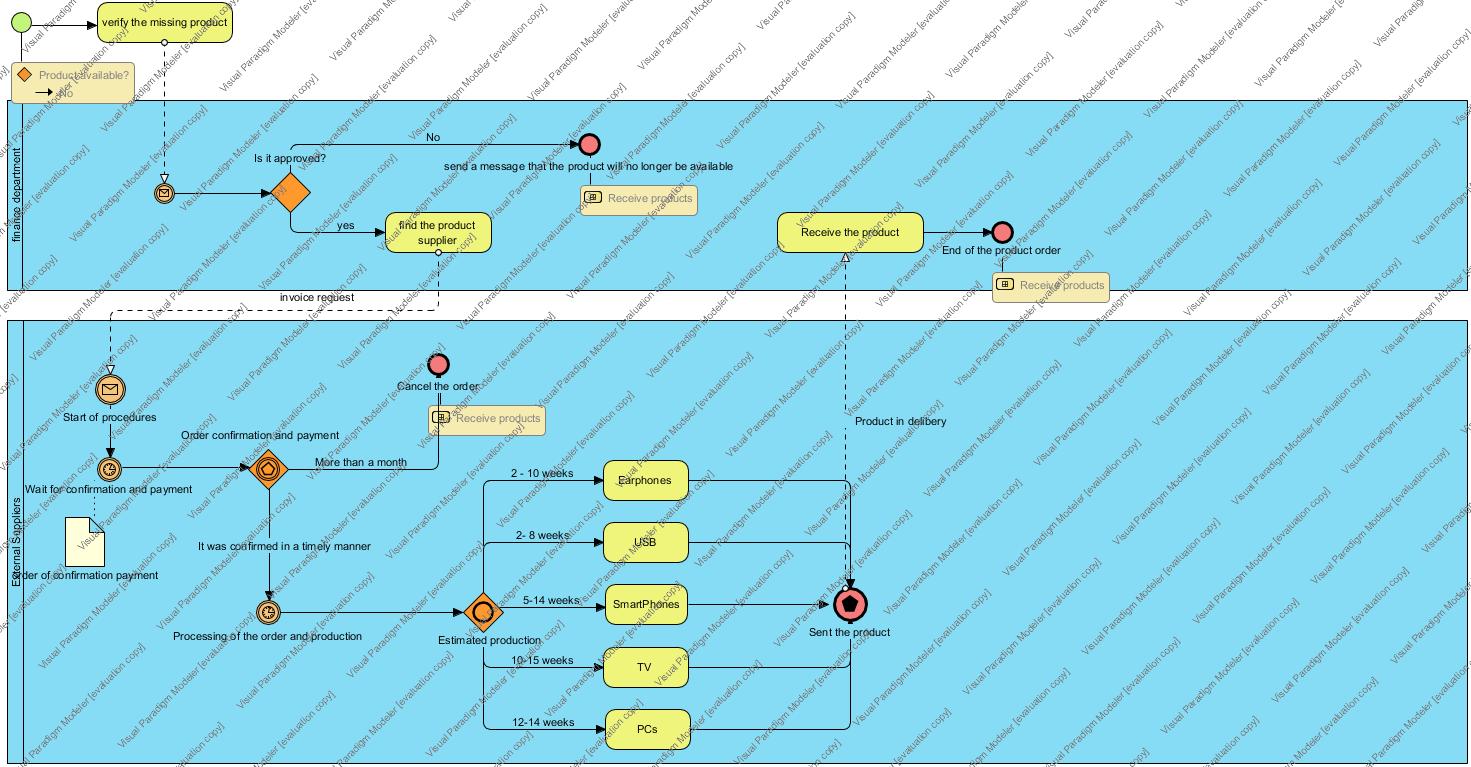 verify the missing product
Product available?
No
finance department
No
Is it approved?
send a message that the product will no longer be available
Receive products
yes
find the product
supplier
Receive the product
End of the product order
Receive products
invoice request
External Suppliers
Cancel the order
Start of procedures
Receive products
Product in delibery
Order confirmation and payment
More than a month
2 - 10 weeks
Earphones
Wait for confirmation and payment
2- 8 weeks
USB
It was confirmed in a timely manner
Order of confirmation payment
5-14 weeks
SmartPhones
Processing of the order and production
Estimated production
Sent the product
10-15 weeks
TV
12-14 weeks
PCs
Visual Paradigm Modeler [evaluation copy]